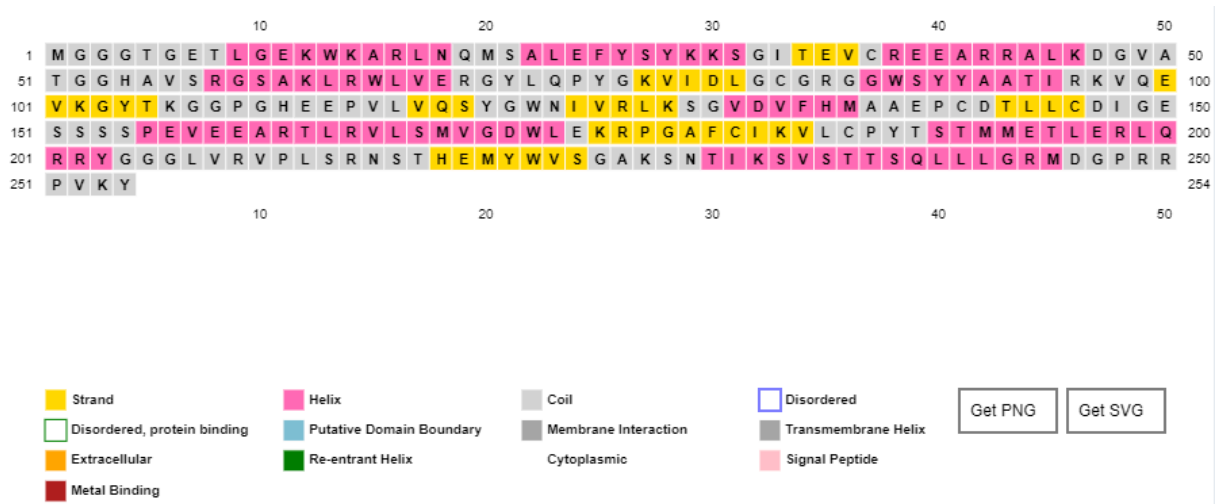 10 20 30 40 50
1 M G G G T G E T L G E K W K A R L N Q M S A L E F Y S Y K K S G I T E V C R E E A R R A L K D G V A 50
51 T G G H A V S R G S A K L R W L V E R G Y L Q P Y G K V I D L G C G R G G W S Y Y A A T I R K V Q E 100
101 V K G Y T K G G P G H E E P V L V Q S Y G W N I V R L K S G V D V F H M A A E P C D T L L C D I G E 150
151 S S S S P E V E E A R T L R V L S M V G D W L E K R P G A F C I K V L C P Y T S T M M E T L E R L Q 200
201 R R Y G G G L V R V P L S R N S T H E M Y W V S G A K S N T I K S V S T T S Q L L L G R M D G P R R 250
251 P V K Y 254
10 20 30 40 50
Strand Helix Coil Disordered Get PNG Get SVG
Disordered, protein binding Putative Domain Boundary Membrane Interaction Transmembrane Helix
Extracellular Re-entrant Helix Cytoplasmic Signal Peptide
Metal Binding